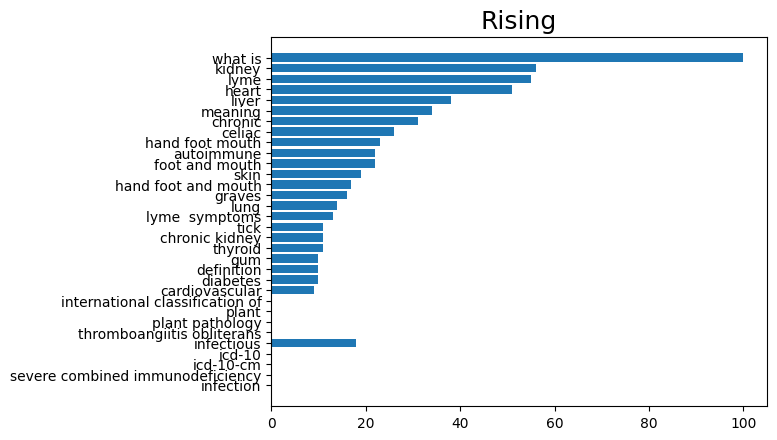 Rising
what is
kidney
lyme
heart
liver
meaning
chronic
celiac
hand foot mouth
autoimmune
foot and mouth
skin
hand foot and mouth
graves
lung
lyme  symptoms
tick
chronic kidney
thyroid
gum
definition
diabetes
cardiovascular
international classification of
plant
plant pathology
thromboangiitis obliterans
infectious
icd-10
icd-10-cm
severe combined immunodeficiency
infection
0 20 40 60 80 100